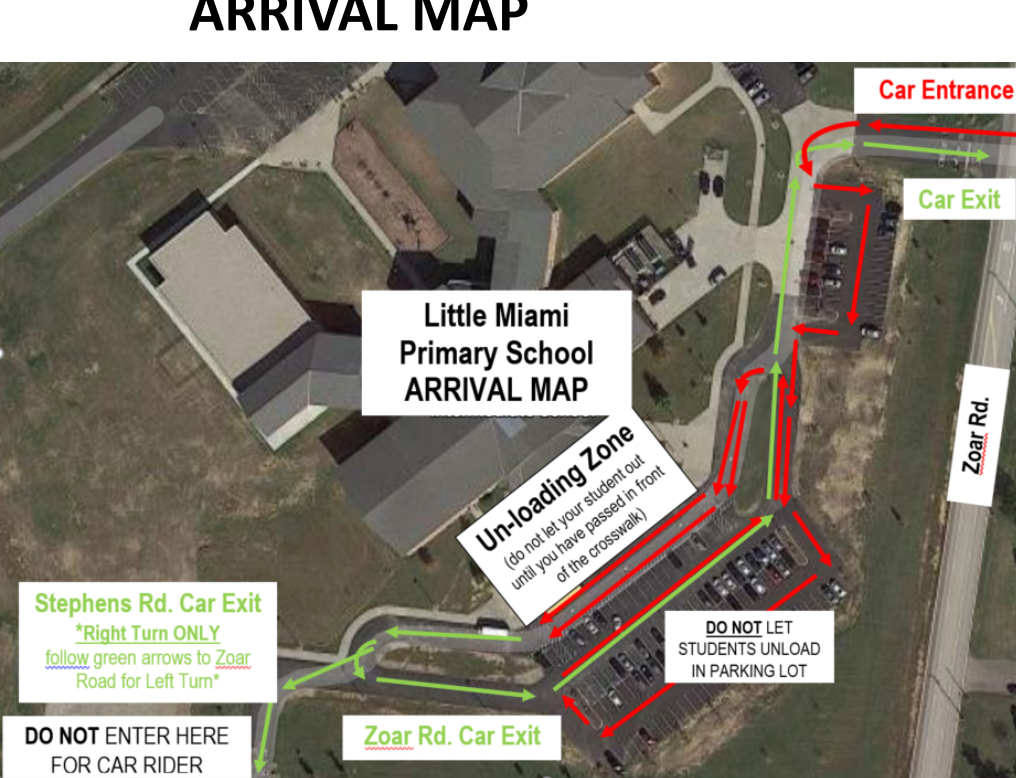 ARRIVAL MAP
Car Entrance
Car Exit
Little Miami
Primary School
ARRIVAL MAP
Zoar Rd.
Un-loading Zone
(do not let your student out
until you have passed in front
of the crosswalk)
Stephens Rd. Car Exit
*Right Turn ONLY
follow green arrows to Zoar
Road for Left Turn*
DO NOT LET
STUDENTS UNLOAD
IN PARKING LOT
DO NOT ENTER HERE
FOR CAR RIDER
Zoar Rd. Car Exit